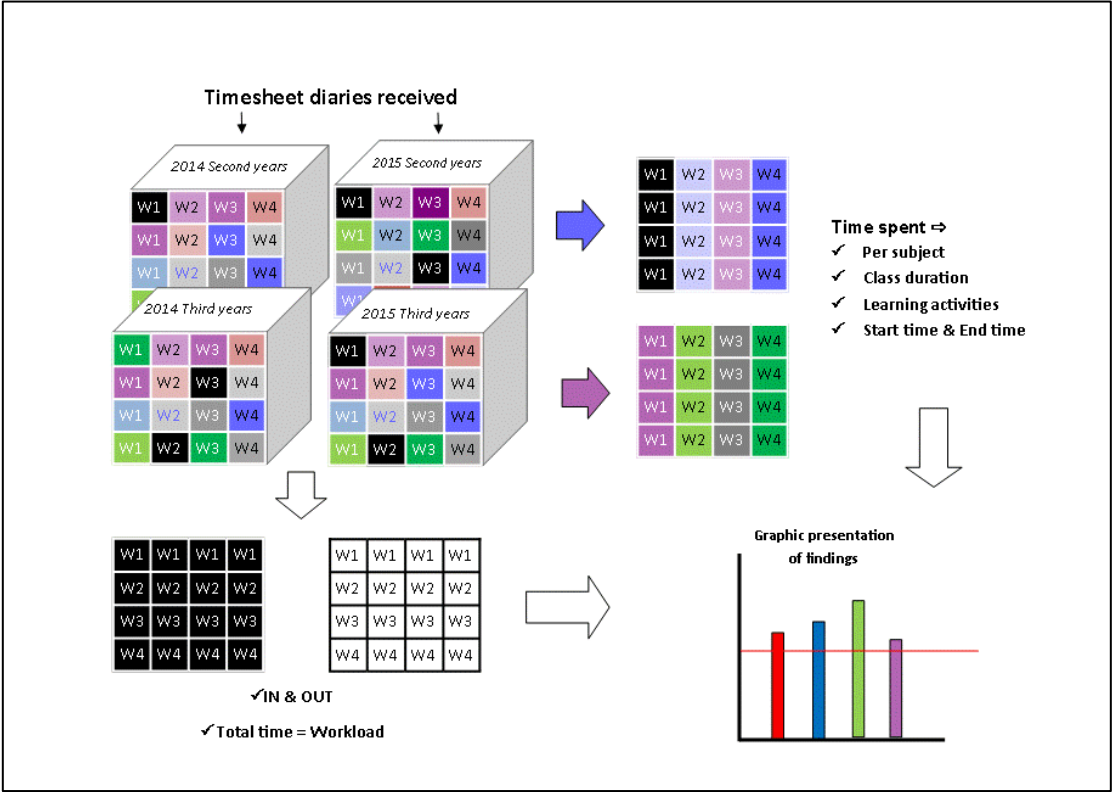 Timesheet diaries received
2014 Second years
W1 W2 W3 W4
W1 W2 W3 W4
W1 W2 W3 W4
2015 Second years
W1 W2 W3 W4
W1 W2 W3 W4
W1 W2 W3 W4
2014 Third years
W1 W2 W3 W4
W1 W2 W3 W4
W1 W2 W3 W4
W1 W2 W3 W4
2015 Third years
W1 W2 W3 W4
W1 W2 W3 W4
W1 W2 W3 W4
W1 W2 W3 W4
W1 W2 W3 W4
W1 W2 W3 W4
W1 W2 W3 W4
W1 W2 W3 W4
W1 W2 W3 W4
W1 W2 W3 W4
W1 W2 W3 W4
W1 W2 W3 W4
Time spent ⇨
✓ Per subject
✓ Class duration
✓ Learning activities
✓ Start time & End time
W1 W1 W1 W1
W2 W2 W2 W2
W3 W3 W3 W3
W4 W4 W4 W4
W1 W1 W1 W1
W2 W2 W2 W2
W3 W3 W3 W3
W4 W4 W4 W4
✓IN & OUT
✓Total time = Workload
Graphic presentation
of findings